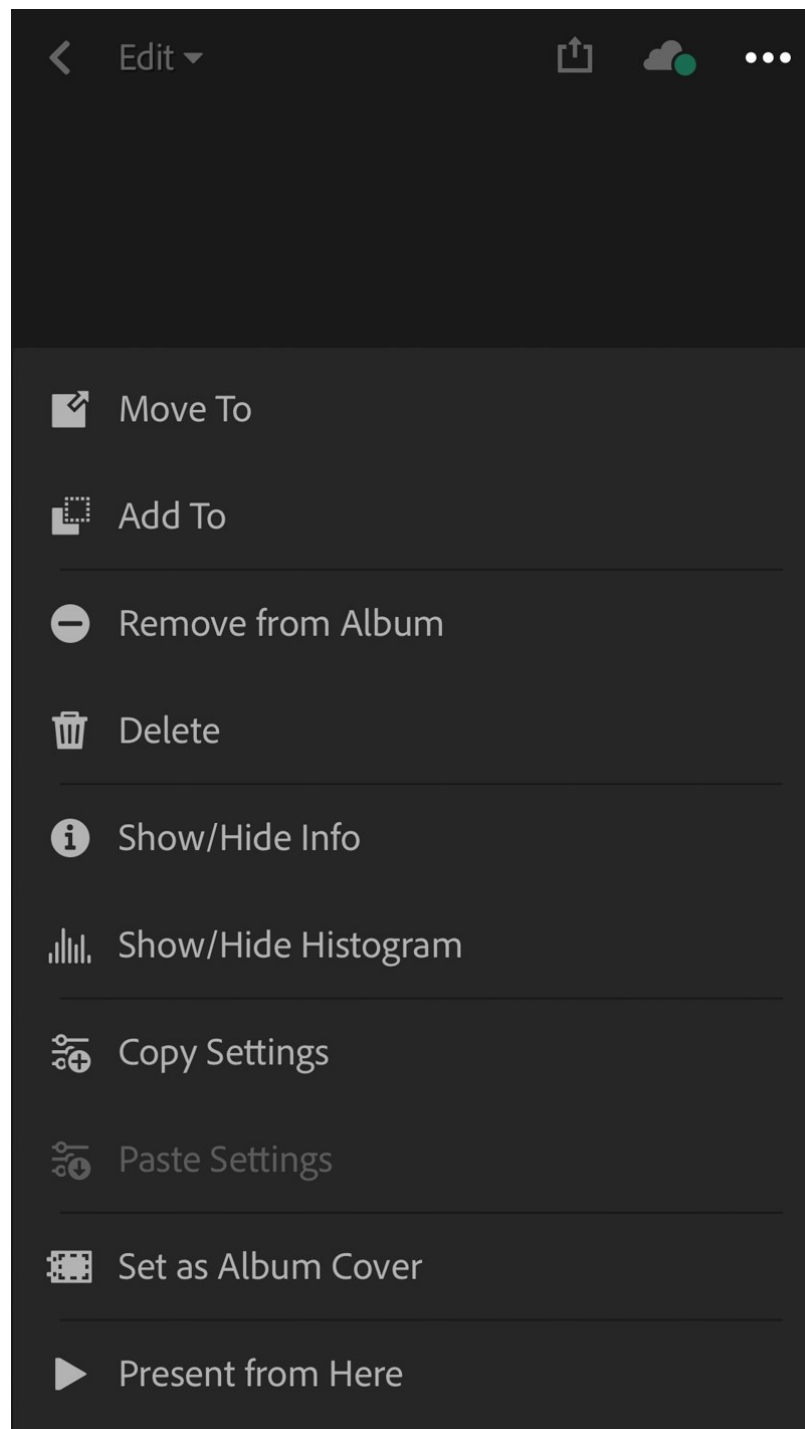 Edit
Move To
Add To
Remove from Album
Delete
Show/Hide Info
Show/Hide Histogram
Copy Settings
Paste Settings
Set as Album Cover
Present from Here